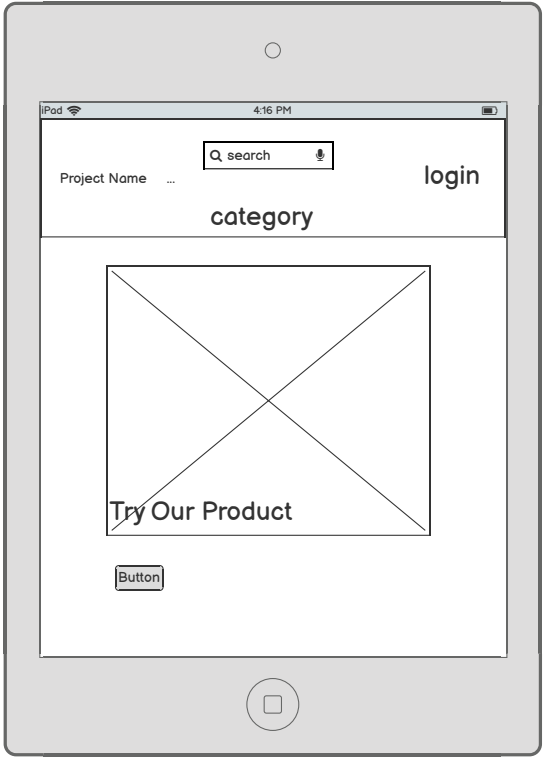 iPad 4:16 PM
search
login
Project Name ...
category
Try Our Product
Button